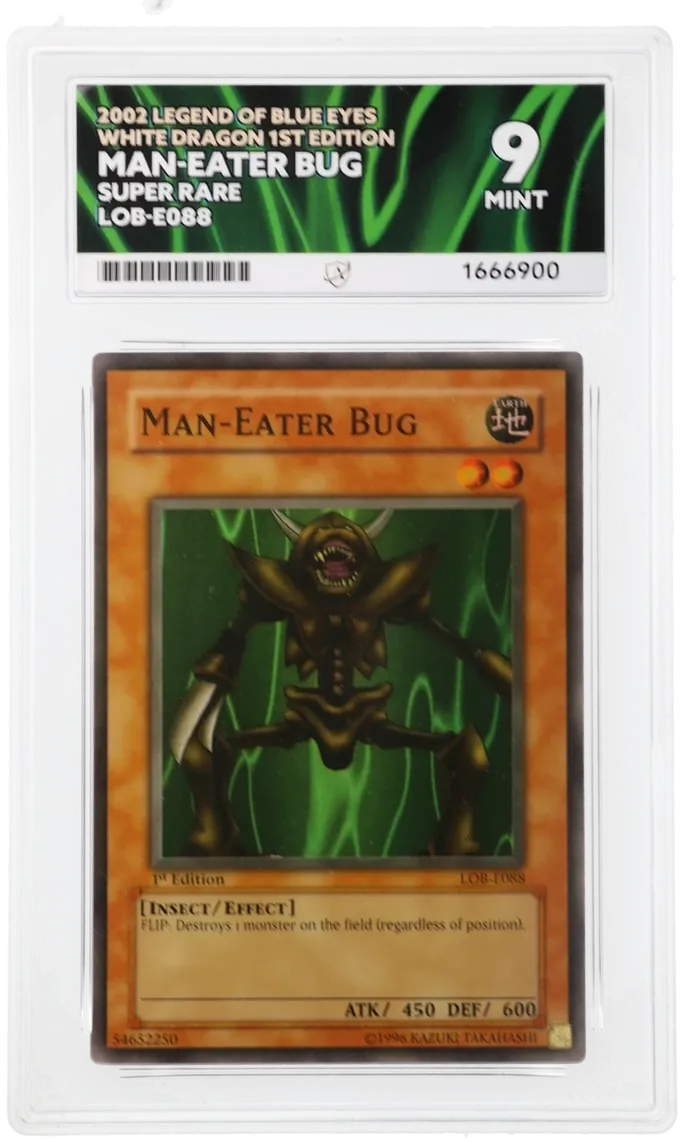 2002 LEGEND OF BLUE EYES
WHITE DRAGON 1ST EDITION
MAN-EATER BUG
SUPER RARE
LOB-E088
9
MINT
1666900
MAN-EATER BUG
EARTH
地
1st Edition
LOB-E088
[INSECT/EFFECT]
FLIP: Destroys 1 monster on the field (regardless of position).
ATK/ 450 DEF/ 600
54652250
©1996 KAZUKI TAKAHASHI